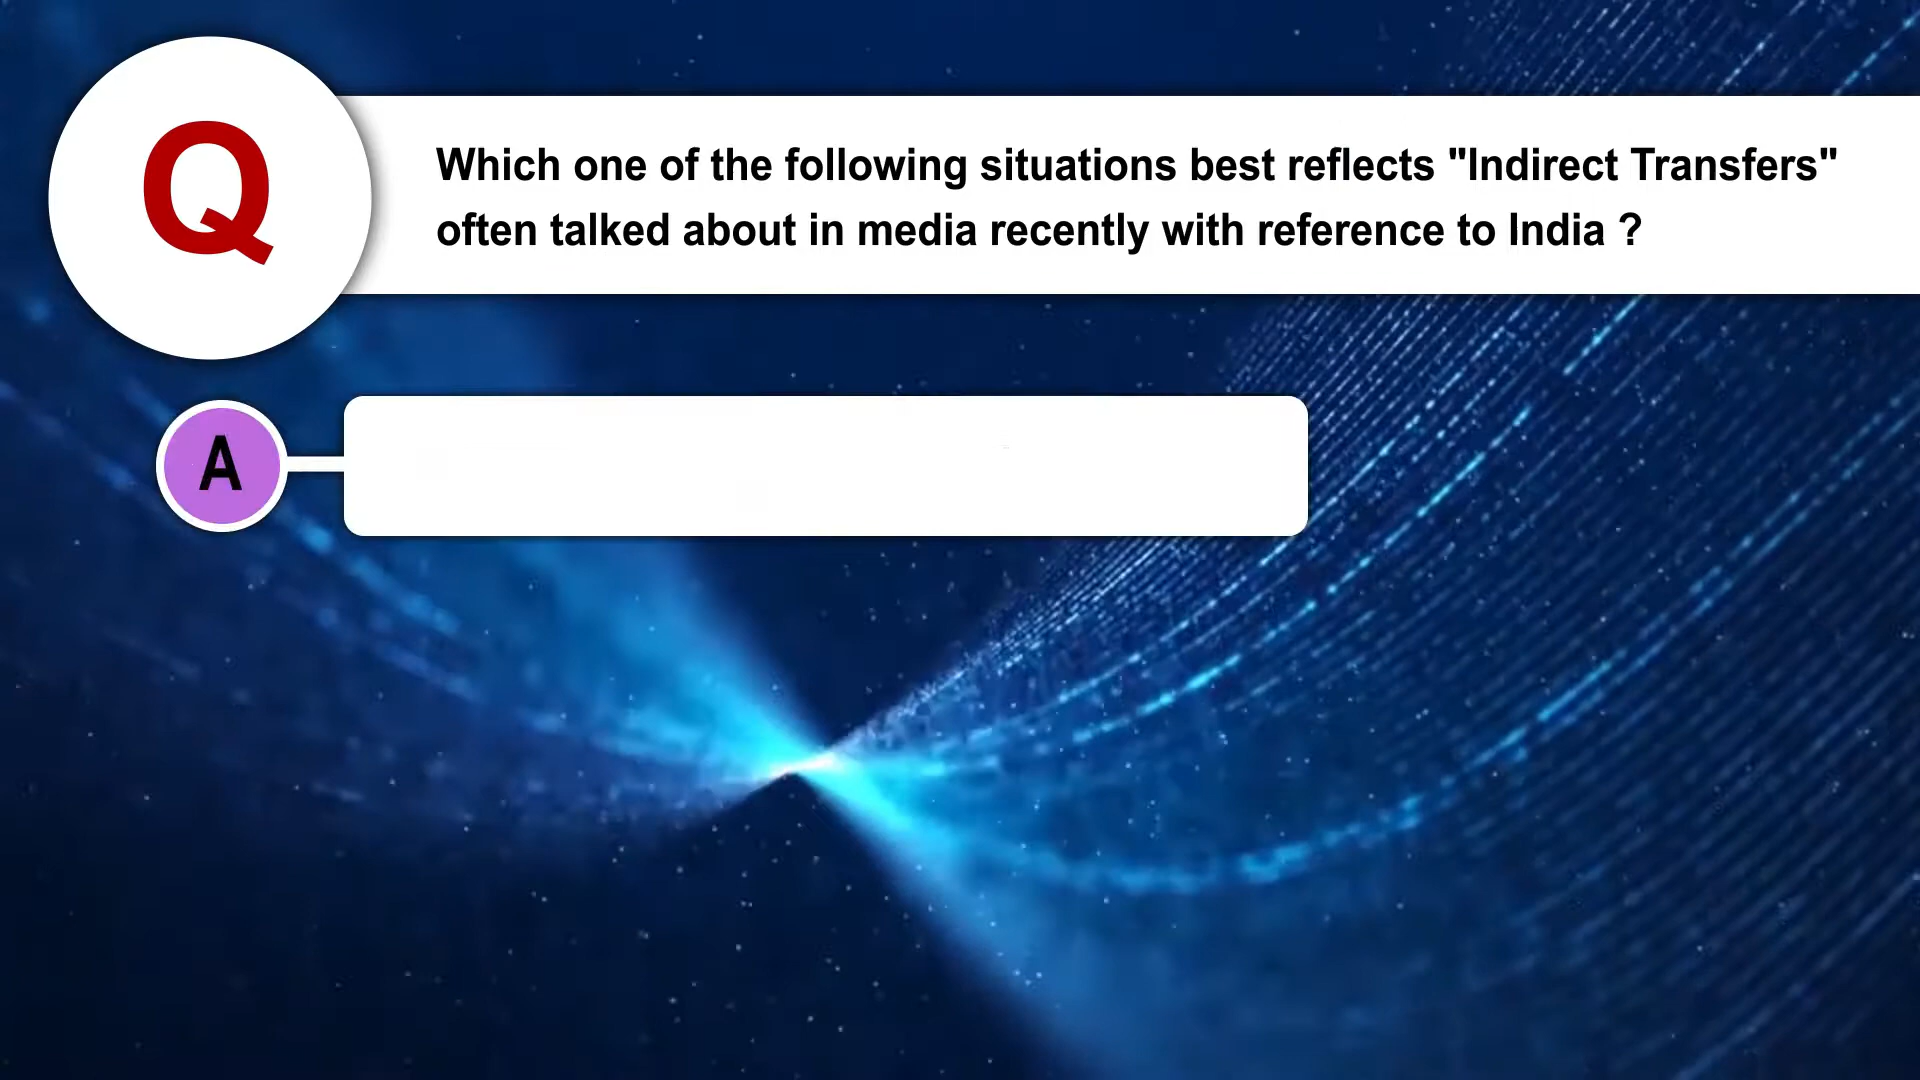 Q
Which one of the following situations best reflects "Indirect Transfers"
often talked about in media recently with reference to India ?
A